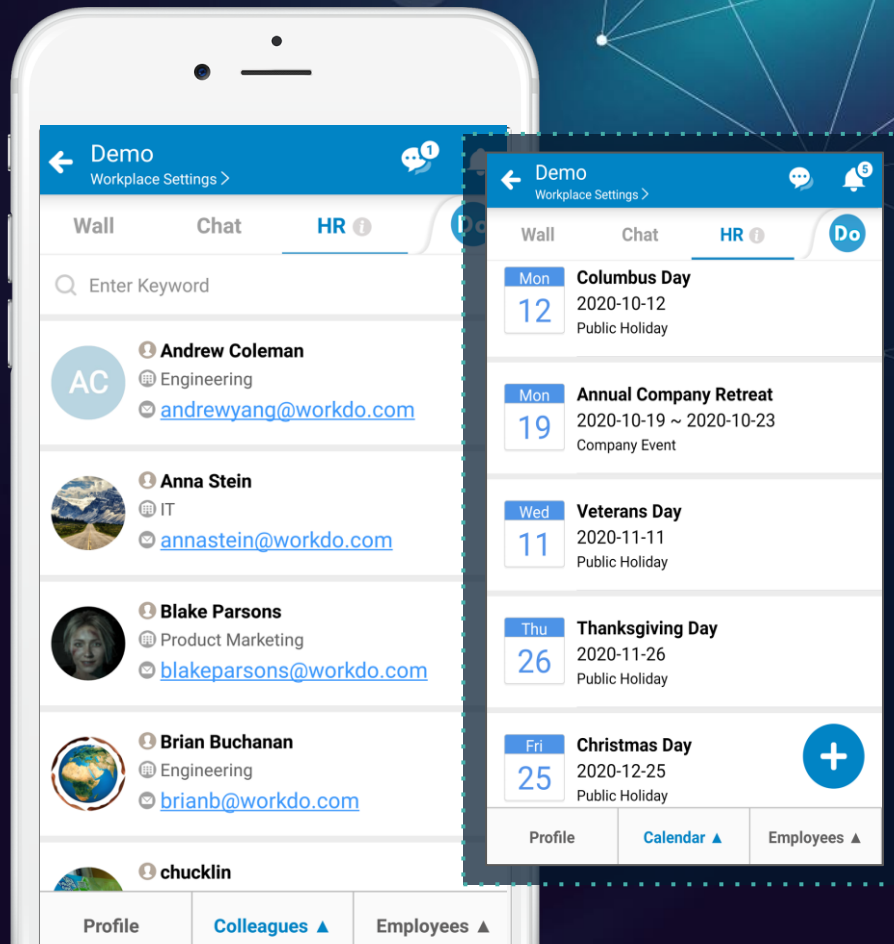 Demo
Workplace Settings >
1
Wall
Chat
HR
Do
Enter Keyword
AC
Andrew Coleman
Engineering
andrewyang@workdo.com
Anna Stein
IT
annastein@workdo.com
Blake Parsons
Product Marketing
blakeparsons@workdo.com
Brian Buchanan
Engineering
brianb@workdo.com
chucklin
Profile
Colleagues ▲
Employees ▲
Demo
Workplace Settings >
5
Wall
Chat
HR
Do
Mon
12
Columbus Day
2020-10-12
Public Holiday
Mon
19
Annual Company Retreat
2020-10-19 ~ 2020-10-23
Company Event
Wed
11
Veterans Day
2020-11-11
Public Holiday
Thu
26
Thanksgiving Day
2020-11-26
Public Holiday
Fri
25
Christmas Day
2020-12-25
Public Holiday
+
Profile
Calendar ▲
Employees ▲